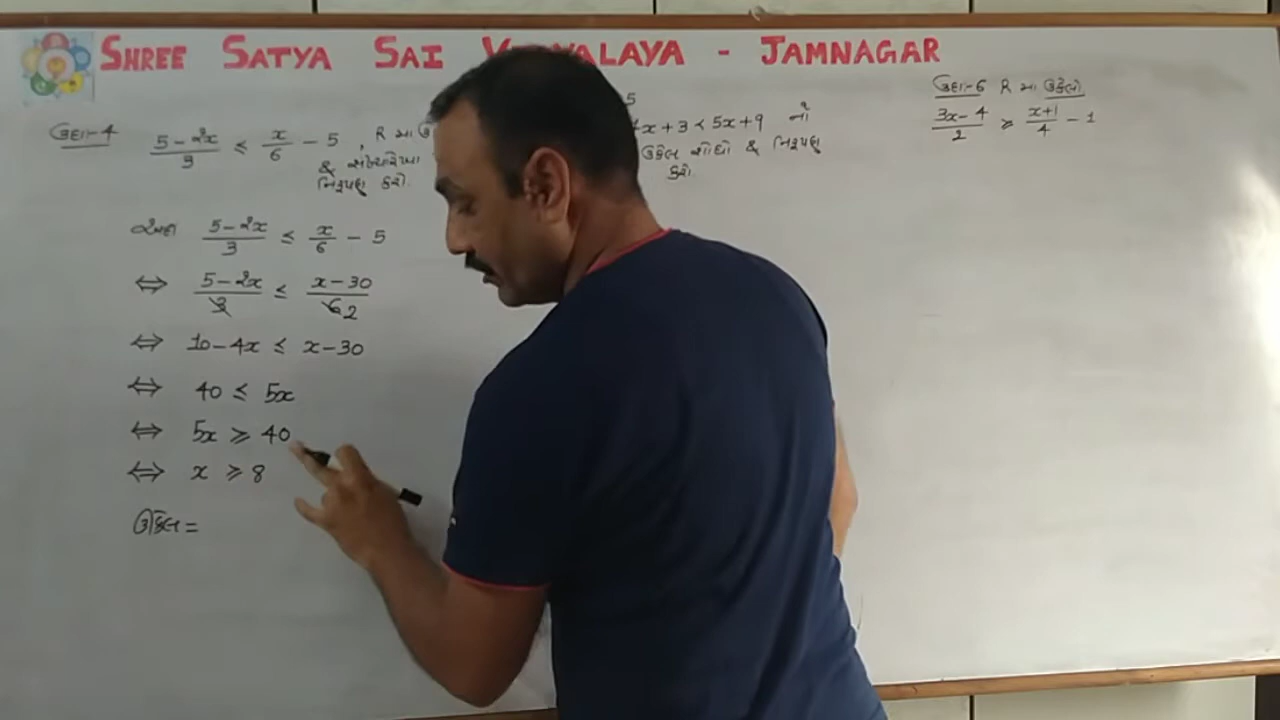 SHREE SATYA SAI V YALAYA - JAMNAGAR
ઉદા-4 (5-2x)/3 ≤ x/6 - 5 , R મા
& સંખ્યારેખા
નિરૂપણ કરો.
અહી (5-2x)/3 ≤ x/6 - 5
⇔ (5-2x)/3 ≤ (x-30)/6 2
⇔ 10-4x ≤ x-30
⇔ 40 ≤ 5x
⇔ 5x ≥ 40
⇔ x ≥ 8
ઉકેલ =
5
x+3 < 5x+9 નો
ઉકેલ શોધો & નિરૂપણ
કરો.
ઉદા-6 R મા ઉકેલો
(3x-4)/2 ≥ (x+1)/4 - 1